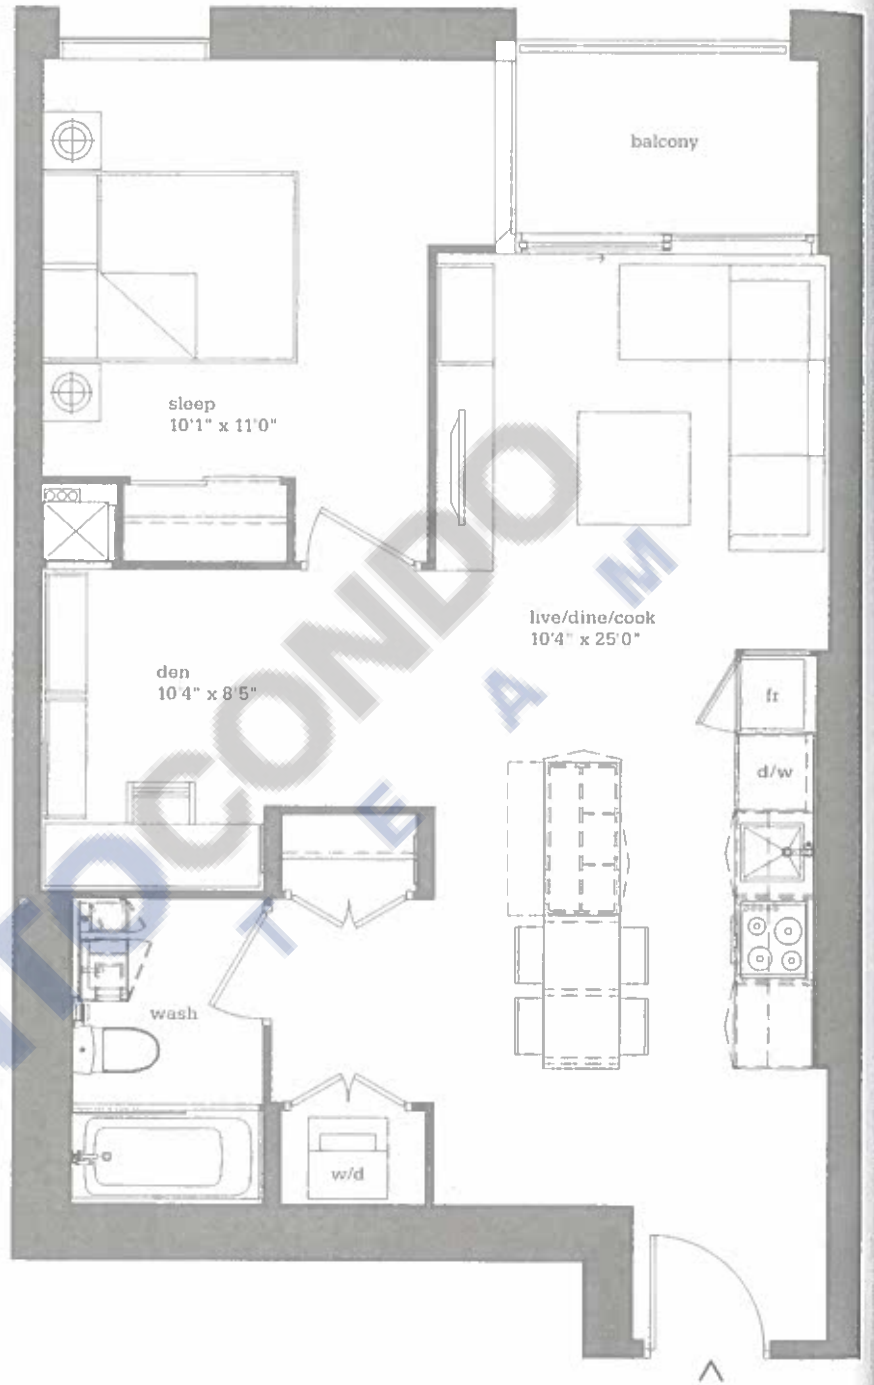 balcony
sleep
10'1" x 11'0"
live/dine/cook
10'4" x 25'0"
den
10'4" x 8'5"
fr
d/w
wash
w/d
TOCONDO
TEAM